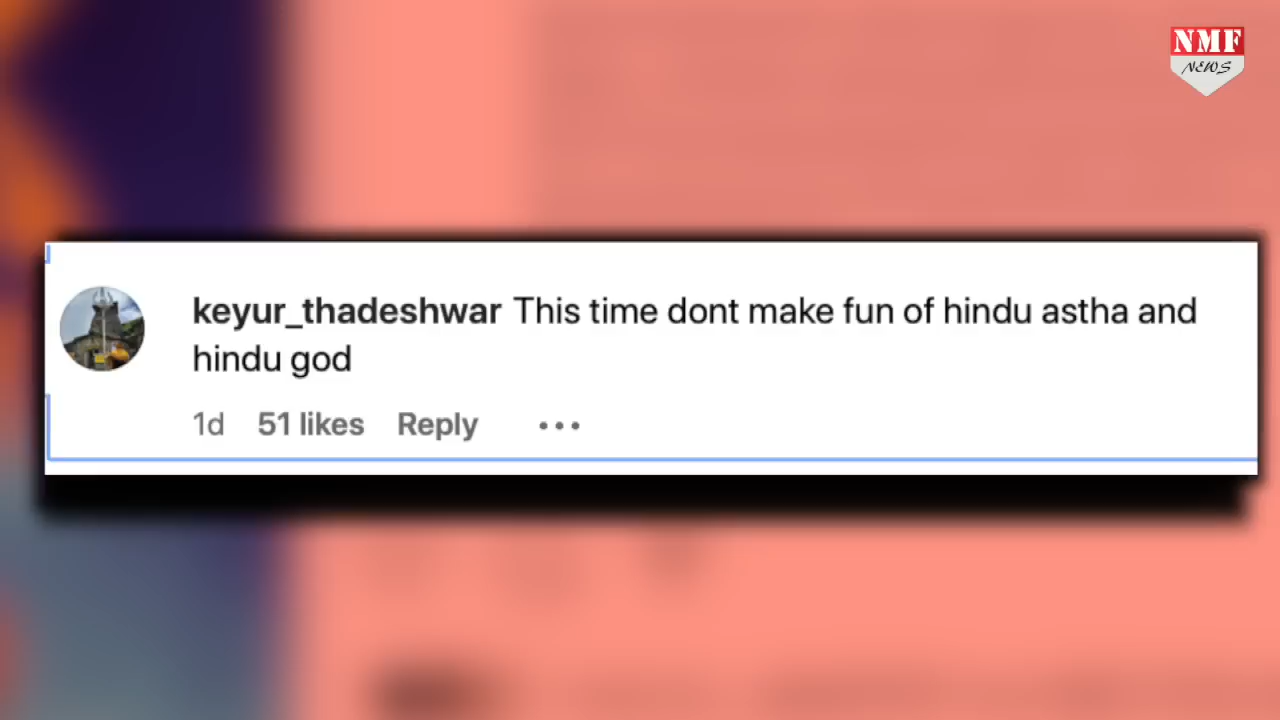 NMF
NEWS
keyur_thadeshwar This time dont make fun of hindu astha and
hindu god
1d 51 likes Reply ...